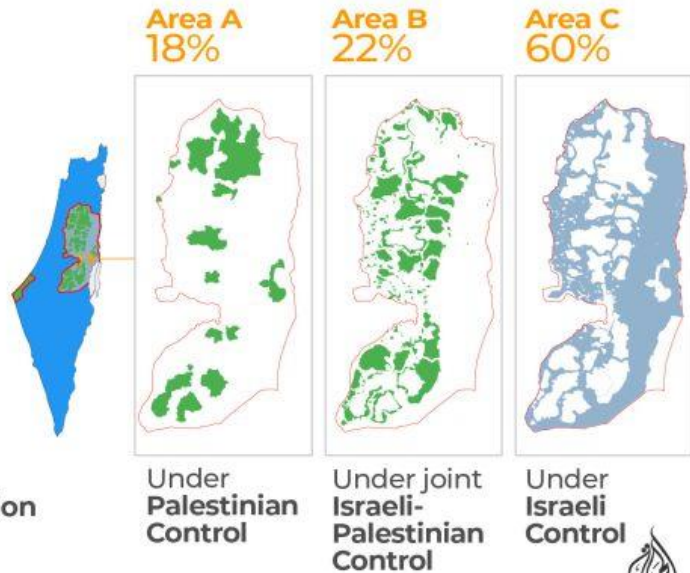 Area A
18%
Area B
22%
Area C
60%
on
Under
Palestinian
Control
Under joint
Israeli-
Palestinian
Control
Under
Israeli
Control